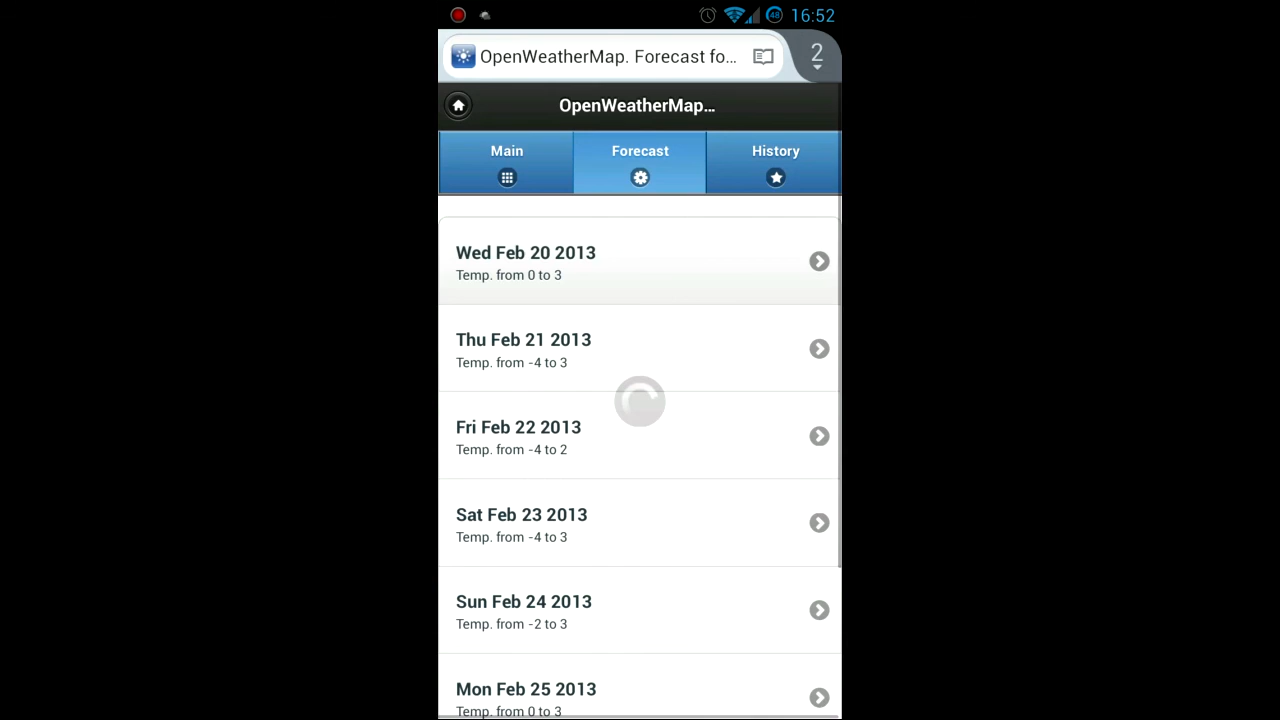 48 16:52
OpenWeatherMap. Forecast fo... 2
OpenWeatherMap...
Main Forecast History
Wed Feb 20 2013
Temp. from 0 to 3
Thu Feb 21 2013
Temp. from -4 to 3
Fri Feb 22 2013
Temp. from -4 to 2
Sat Feb 23 2013
Temp. from -4 to 3
Sun Feb 24 2013
Temp. from -2 to 3
Mon Feb 25 2013
Temp. from 0 to 3